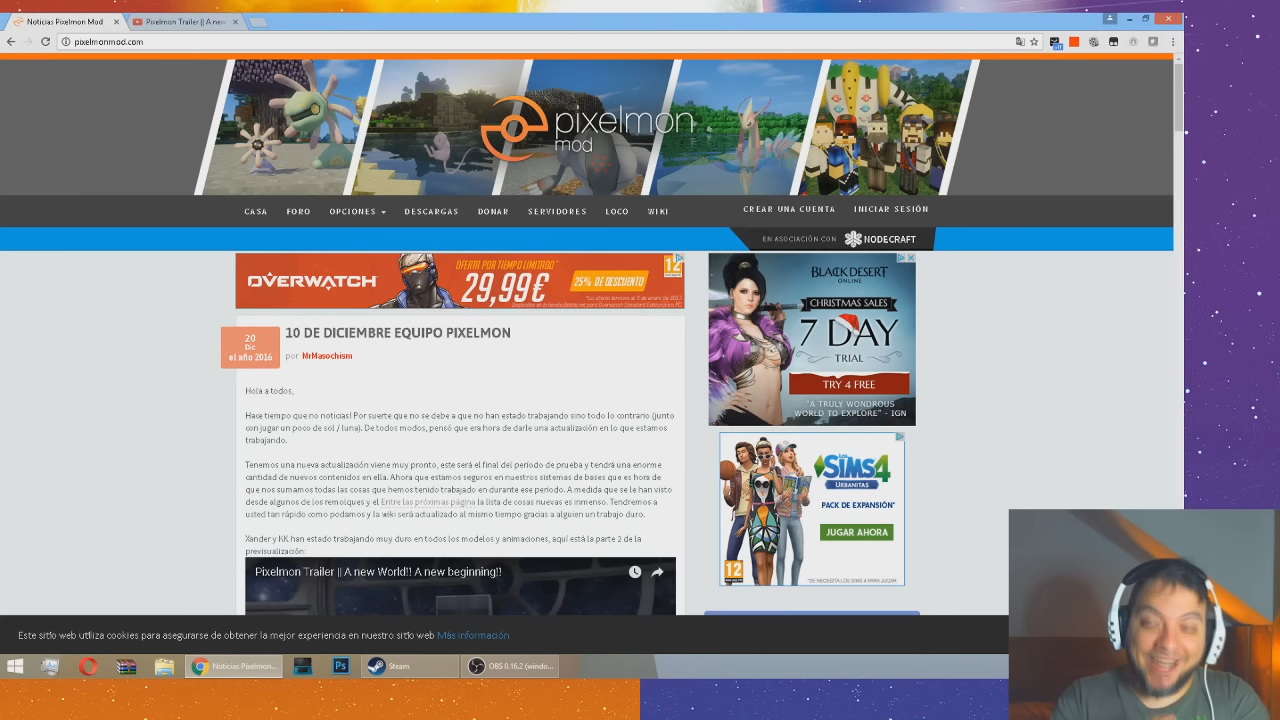 Noticias Pixelmon Mod
Pixelmon Trailer || A new
pixelmonmod.com
off
pixelmon
mod
CASA
FORO
OPCIONES
DESCARGAS
DONAR
SERVIDORES
LOCO
WIKI
CREAR UNA CUENTA
INICIAR SESIÓN
EN ASOCIACIÓN CON
NODECRAFT
OVERWATCH
OFERTA POR TIEMPO LIMITADO*
29,99€
25% DE DESCUENTO
12
20
Dic
el año 2016
10 DE DICIEMBRE EQUIPO PIXELMON
por MrMasochism
Hola a todos,
Hace tiempo que no noticias! Por suerte que no se debe a que no han estado trabajando sino todo lo contrario (junto
con jugar un poco de sol / luna). De todos modos, pensó que era hora de darle una actualización en lo que estamos
trabajando.
Tenemos una nueva actualización viene muy pronto, este será el final del período de prueba y tendrá una enorme
cantidad de nuevos contenidos en ella. Ahora que estamos seguros en nuestros sistemas de bases que es hora de
que nos sumamos todas las cosas que hemos tenido trabajado en durante ese período. A medida que se le han visto
desde algunos de los remolques y el Entre las próximas página la lista de cosas nuevas es inmenso. Tendremos a
usted tan rápido como podamos y la wiki será actualizado al mismo tiempo gracias a alguien un trabajo duro.
Xander y KK han estado trabajando muy duro en todos los modelos y animaciones, aquí está la parte 2 de la
previsualización:
Pixelmon Trailer || A new World!! A new beginning!!
BLACK DESERT
ONLINE
CHRISTMAS SALES
7 DAY
TRIAL
TRY 4 FREE
"A TRULY WONDROUS
WORLD TO EXPLORE" - IGN
Los
SIMS 4
URBANITAS
PACK DE EXPANSIÓN*
JUGAR AHORA
12
*SE NECESITA LOS SIMS 4 PARA JUGAR.
Este sitio web utiliza cookies para asegurarse de obtener la mejor experiencia en nuestro sitio web Más información
Noticias Pixelmon...
Ps
Steam
OBS 0.16.2 (windo...